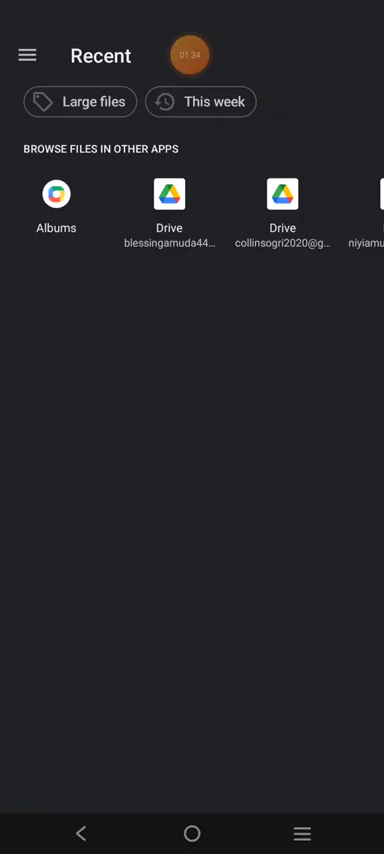 Recent
01:34
Large files
This week
BROWSE FILES IN OTHER APPS
Albums
Drive
blessingamuda44...
Drive
collinsogri2020@g...
niyiamu